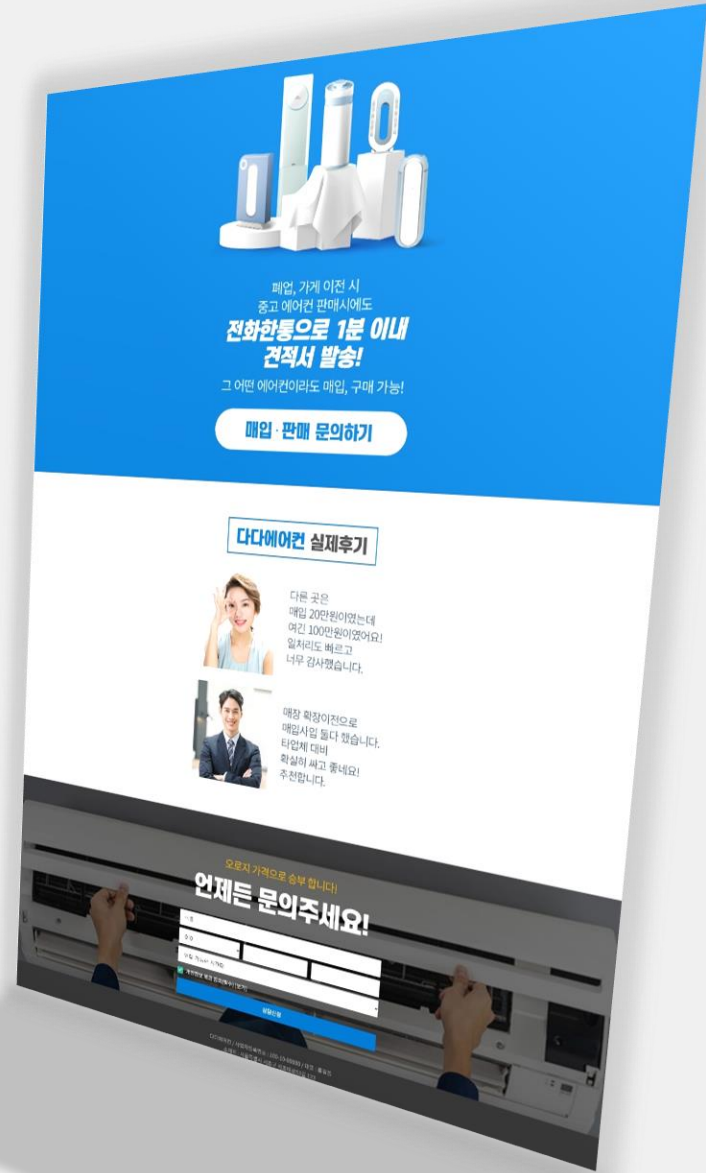 폐업, 가게 이전 시
중고 에어컨 판매시에도
전화한통으로 1분 이내
견적서 발송!
그 어떤 에어컨이라도 매입, 구매 가능!
매입 · 판매 문의하기
다다에어컨 실제후기
다른 곳은
매입 20만원이였는데
여긴 100만원이였어요!
일처리도 빠르고
너무 감사했습니다.
매장 확장이전으로
매입사입 둘다 했습니다.
타업체 대비
확실히 싸고 좋네요!
추천합니다.
오로지 가격으로 승부 합니다!
언제든 문의주세요!
상담신청